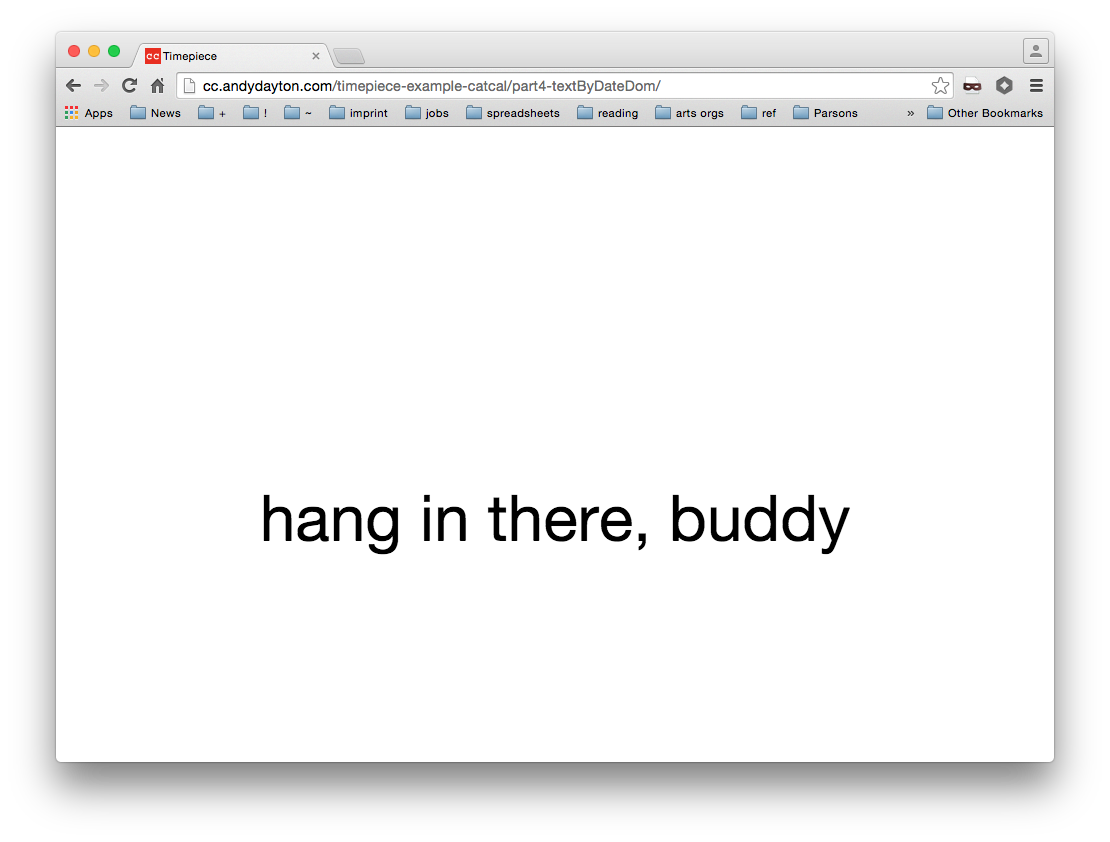 cc Timepiece
cc.andydayton.com/timepiece-example-catcal/part4-textByDateDom/
Apps News + ! ~ imprint jobs spreadsheets reading arts orgs ref Parsons » Other Bookmarks
hang in there, buddy